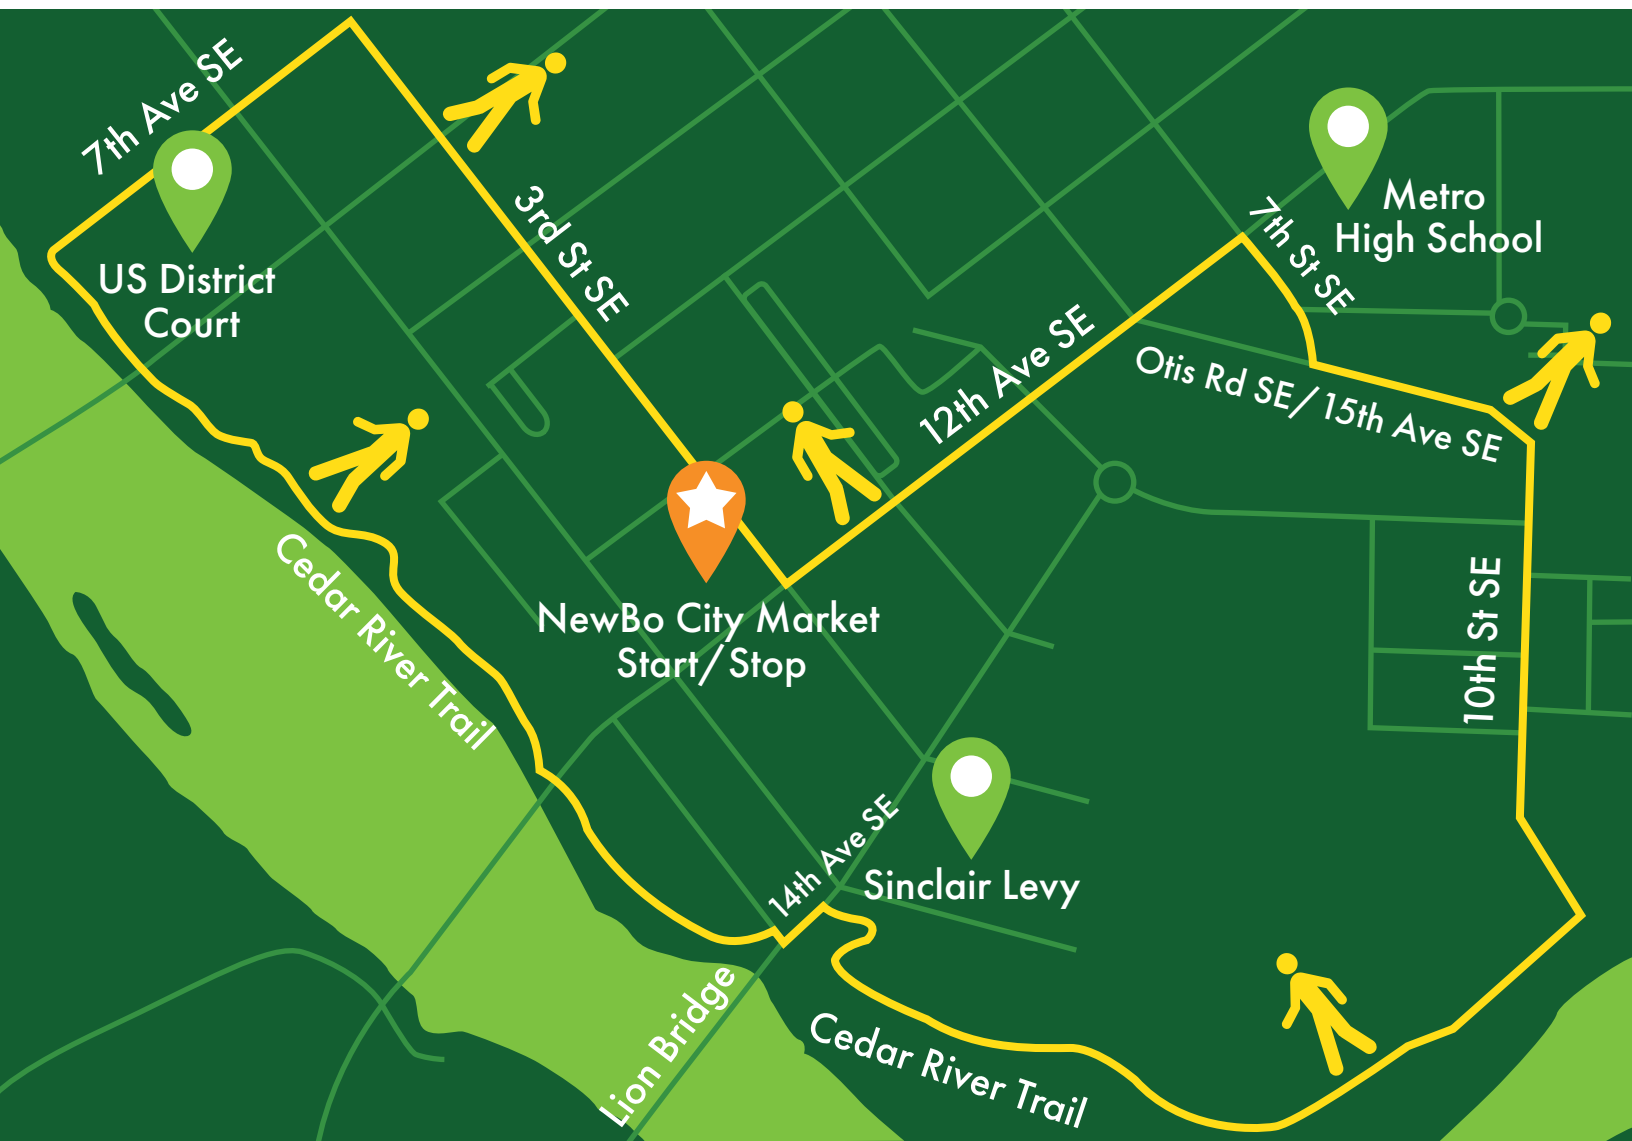 7th Ave SE
US District
Court
3rd St SE
Metro
High School
7th St SE
12th Ave SE
Otis Rd SE/15th Ave SE
Cedar River Trail
NewBo City Market
Start/Stop
10th St SE
14th Ave SE
Sinclair Levy
Lion Bridge
Cedar River Trail